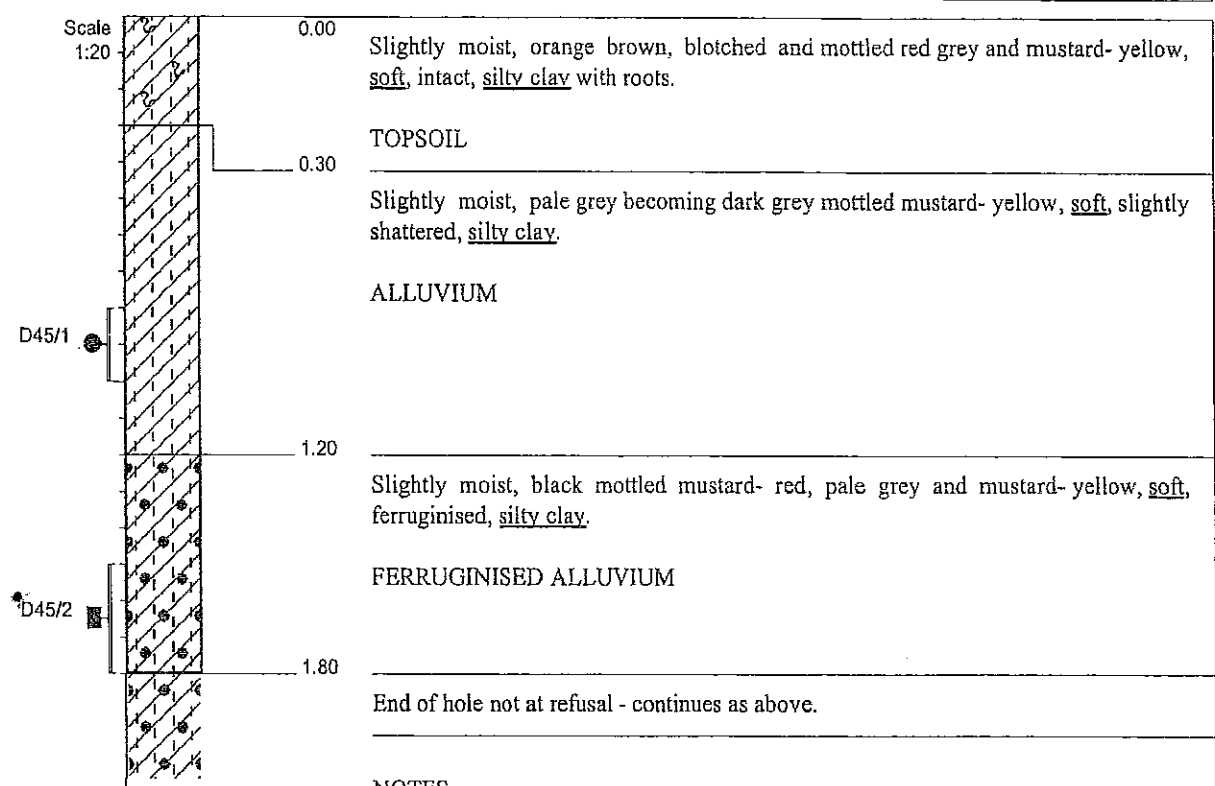 Scale
1:20
0.00
Slightly moist, orange brown, blotched and mottled red grey and mustard- yellow,
soft, intact, silty clay with roots.
TOPSOIL
0.30
Slightly moist, pale grey becoming dark grey mottled mustard- yellow, soft, slightly
shattered, silty clay.
ALLUVIUM
D45/1
1.20
Slightly moist, black mottled mustard- red, pale grey and mustard- yellow, soft,
ferruginised, silty clay.
FERRUGINISED ALLUVIUM
D45/2
1.80
End of hole not at refusal - continues as above.
NOTES